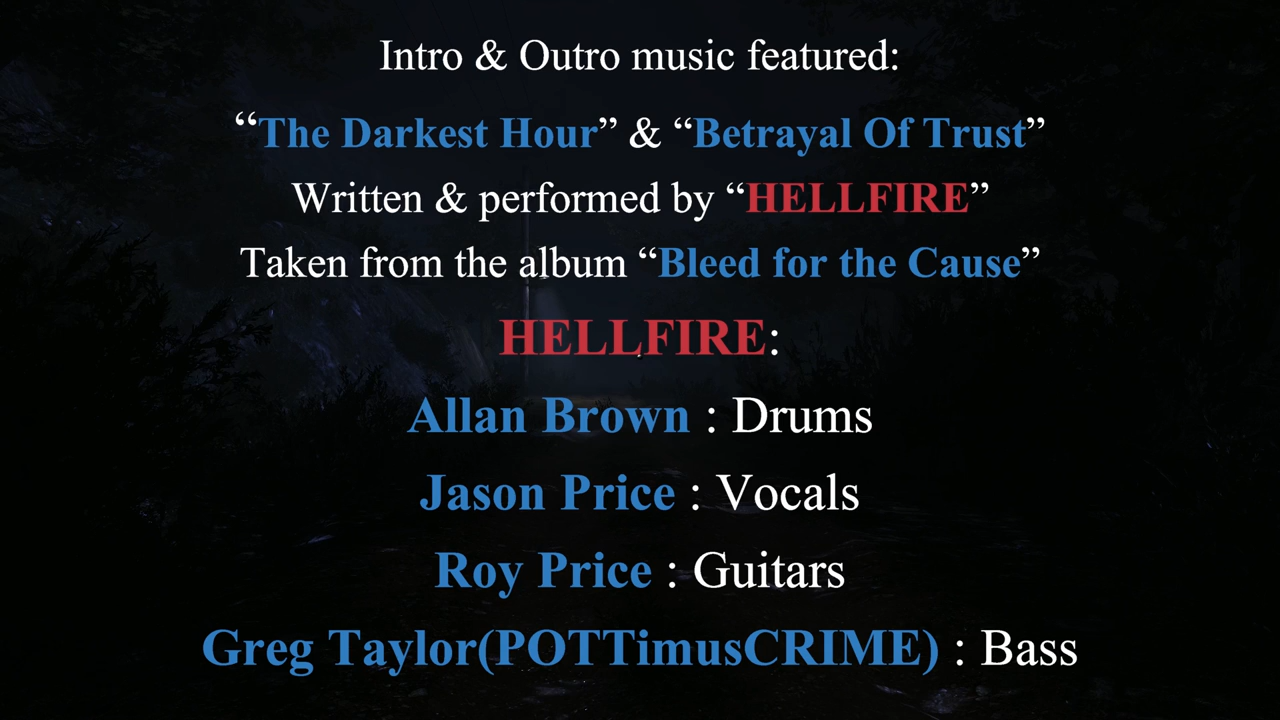 Intro & Outro music featured:
“The Darkest Hour” & “Betrayal Of Trust”
Written & performed by “HELLFIRE”
Taken from the album “Bleed for the Cause”
HELLFIRE:
Allan Brown : Drums
Jason Price : Vocals
Roy Price : Guitars
Greg Taylor(POTTimusCRIME) : Bass